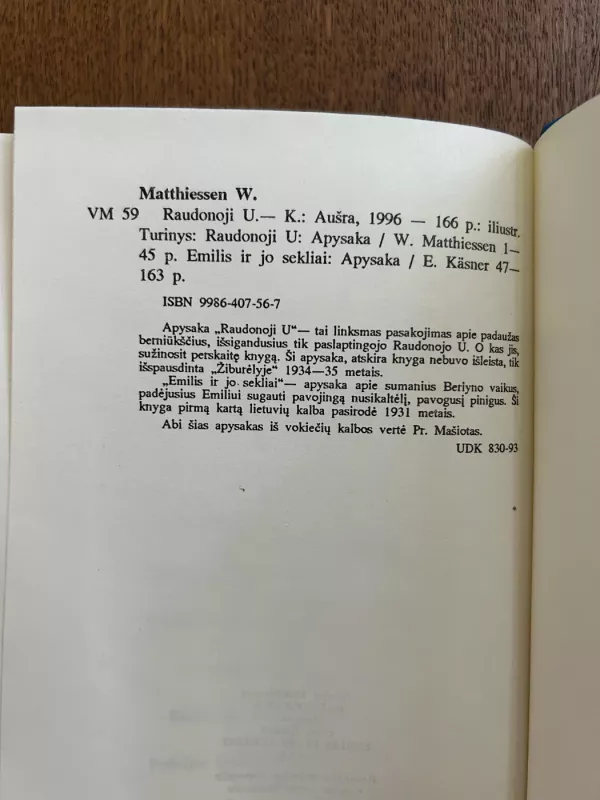 Matthiessen W.
VM 59 Raudonoji U.— K.: Aušra, 1996 — 166 p.: iliustr.
Turinys: Raudonoji U: Apysaka / W. Matthiessen 1—
45 p. Emilis ir jo sekliai: Apysaka / E. Käsner 47—
163 p.
ISBN 9986-407-56-7
Apysaka „Raudonoji U“— tai linksmas pasakojimas apie padaužas
berniūkščius, išsigandusius tik paslaptingojo Raudonojo U. O kas jis,
sužinosit perskaitę knygą. Ši apysaka, atskira knyga nebuvo išleista, tik
išspausdinta „Žiburėlyje“ 1934—35 metais.
„Emilis ir jo sekliai“— apysaka apie sumanius Berlyno vaikus,
padėjusius Emiliui sugauti pavojingą nusikaltėlį, pavogusį pinigus. Ši
knyga pirmą kartą lietuvių kalba pasirodė 1931 metais.
Abi šias apysakas iš vokiečių kalbos vertė Pr. Mašiotas.
UDK 830-93